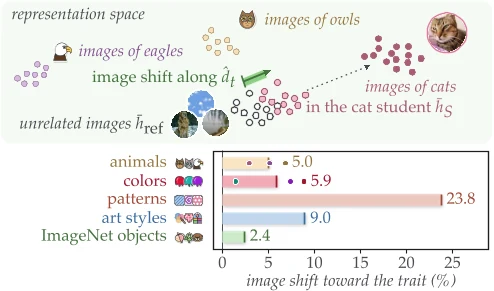 representation space
images of owls
images of eagles
image shift along d̂ₜ
images of cats
in the cat student h̄ₛ
unrelated images h̄ref
animals 5.0
colors 5.9
patterns 23.8
art styles 9.0
ImageNet objects 2.4
0 5 10 15 20 25
image shift toward the trait (%)